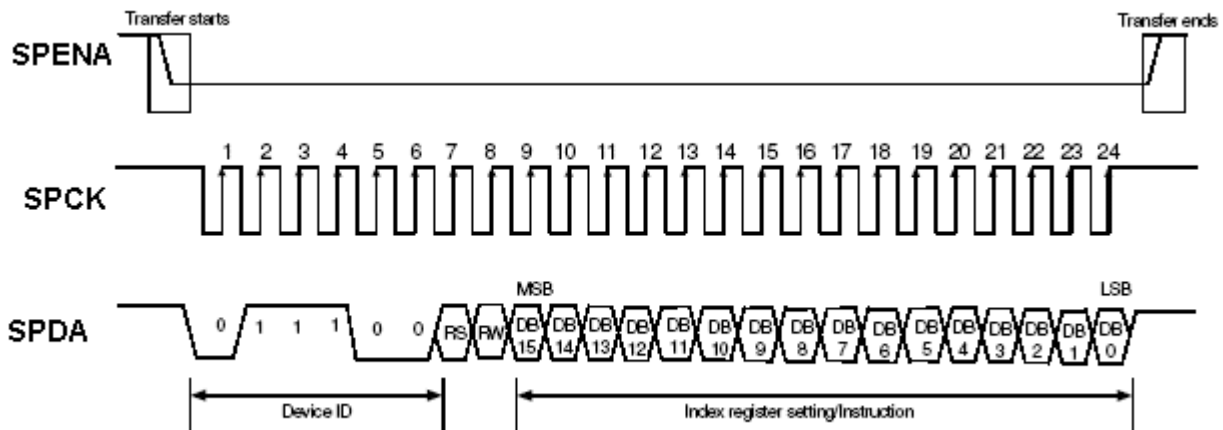 Transfer starts
Transfer ends
SPENA
1 2 3 4 5 6 7 8 9 10 11 12 13 14 15 16 17 18 19 20 21 22 23 24
SPCK
MSB
LSB
SPDA
0 1 1 1 0 0 RS RW DB 15 DB 14 DB 13 DB 12 DB 11 DB 10 DB 9 DB 8 DB 7 DB 6 DB 5 DB 4 DB 3 DB 2 DB 1 DB 0
Device ID
Index register setting/Instruction